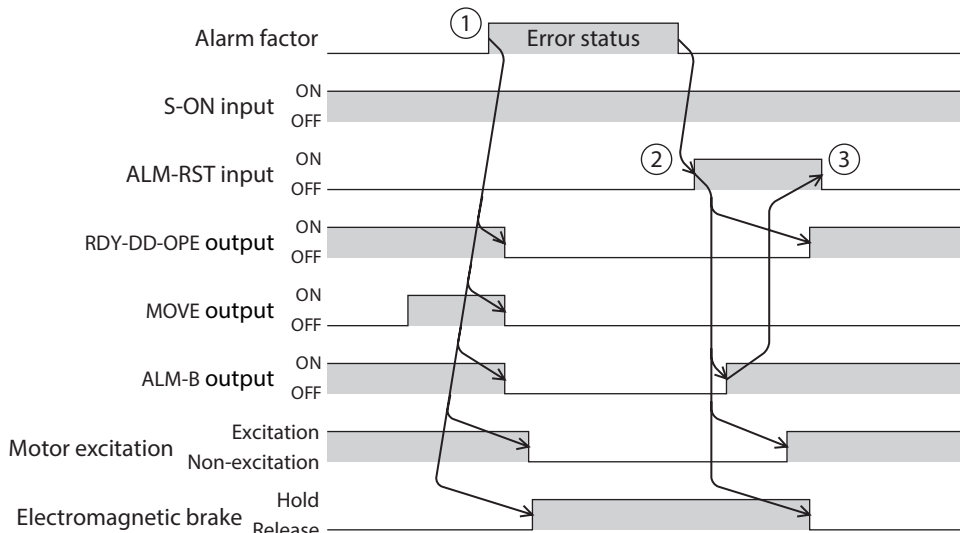 Alarm factor
①
Error status
S-ON input
ON
OFF
ALM-RST input
ON
OFF
②
③
RDY-DD-OPE output
ON
OFF
MOVE output
ON
OFF
ALM-B output
ON
OFF
Motor excitation
Excitation
Non-excitation
Electromagnetic brake
Hold
Release